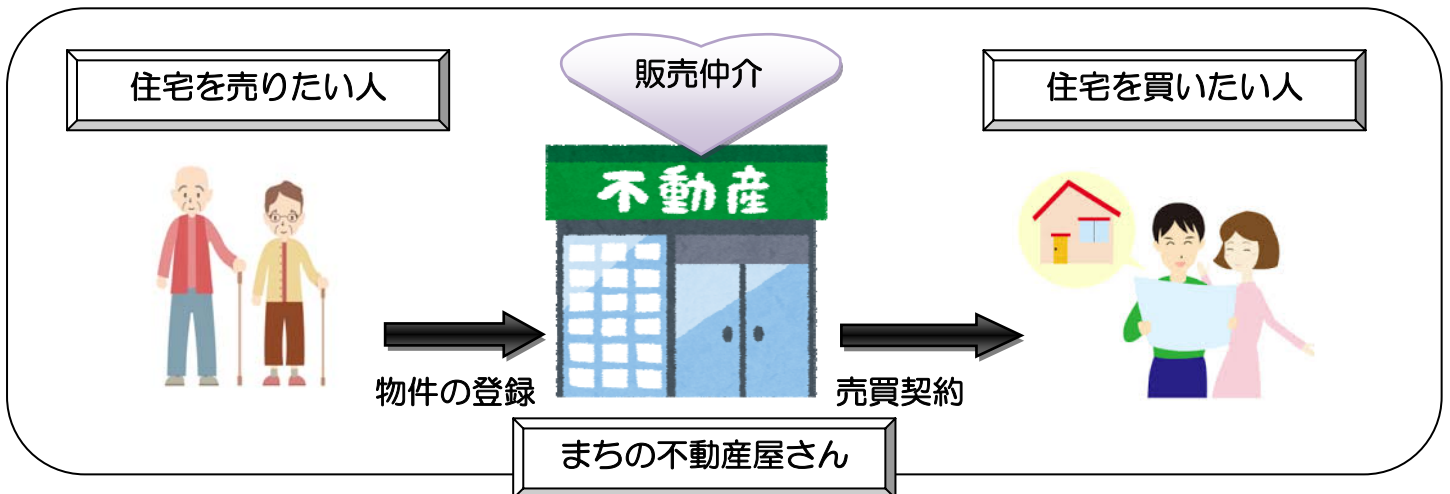 住宅を売りたい人
販売仲介
住宅を買いたい人
不動産
物件の登録
売買契約
まちの不動産屋さん